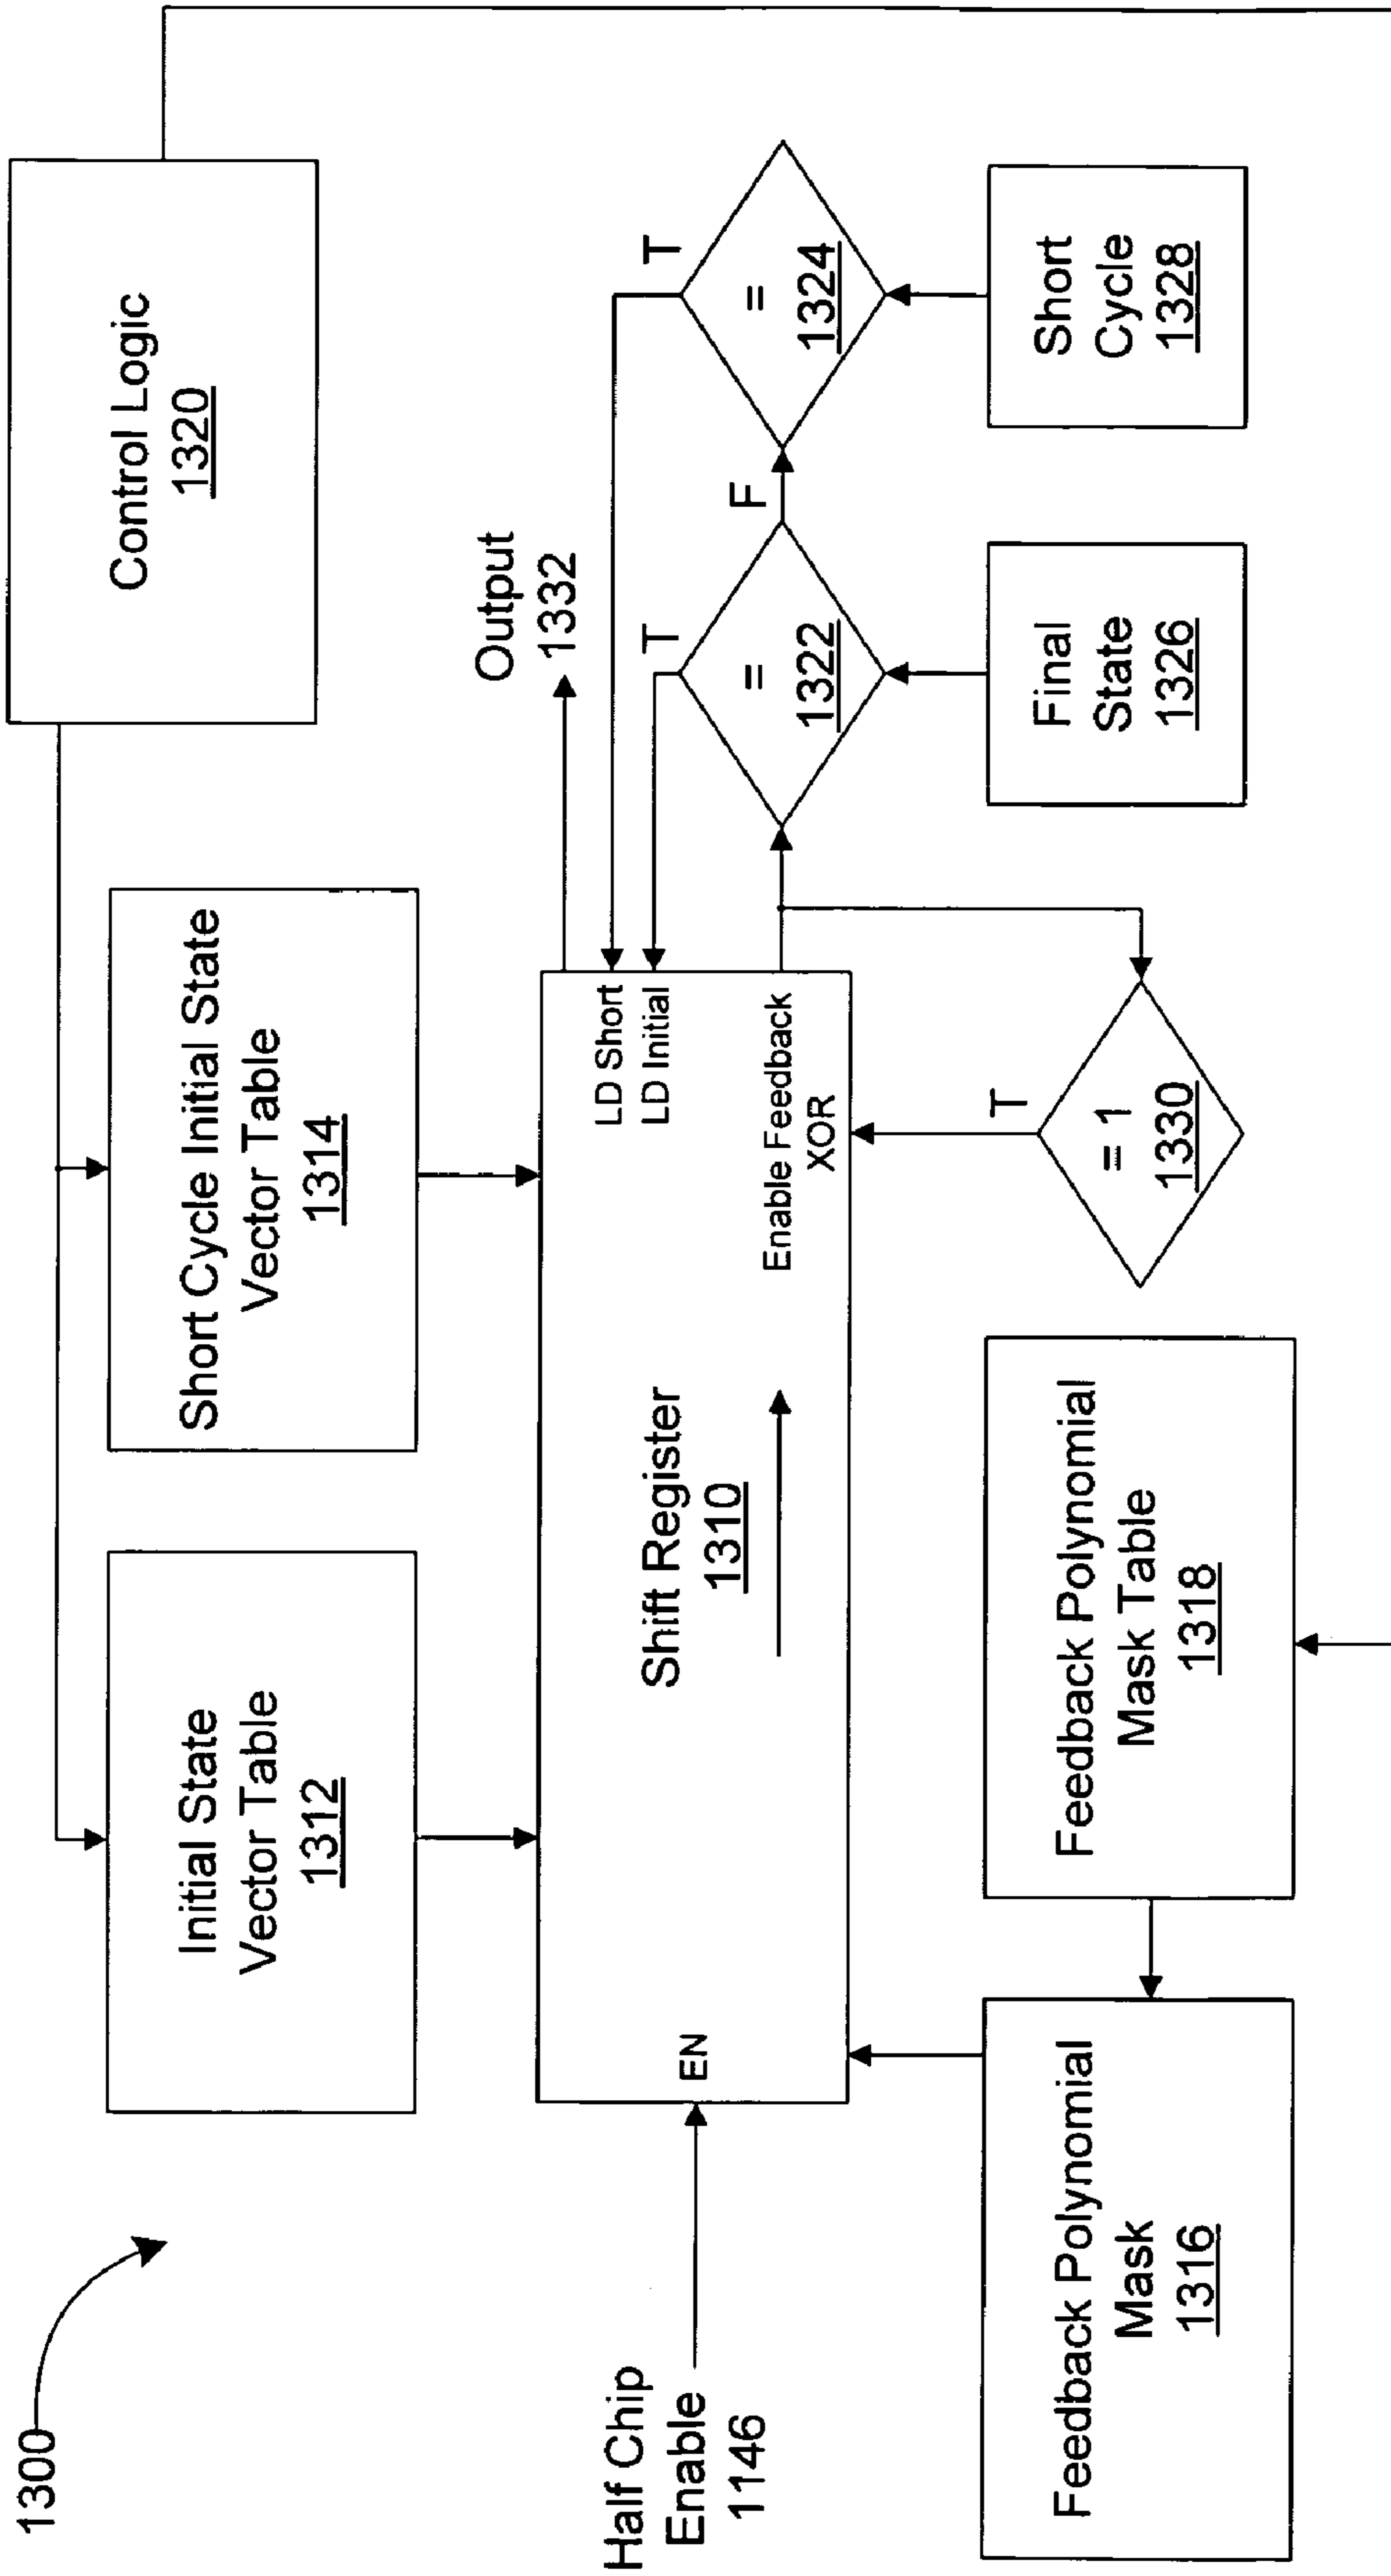 1300
Control Logic
1320
Initial State
Vector Table
1312
Short Cycle Initial State
Vector Table
1314
Output
1332
Half Chip
Enable
1146
EN
Shift Register
1310
LD Short
LD Initial
Enable Feedback
XOR
T
=
1322
F
T
=
1324
Final
State
1326
Short
Cycle
1328
T
= 1
1330
Feedback Polynomial
Mask
1316
Feedback Polynomial
Mask Table
1318